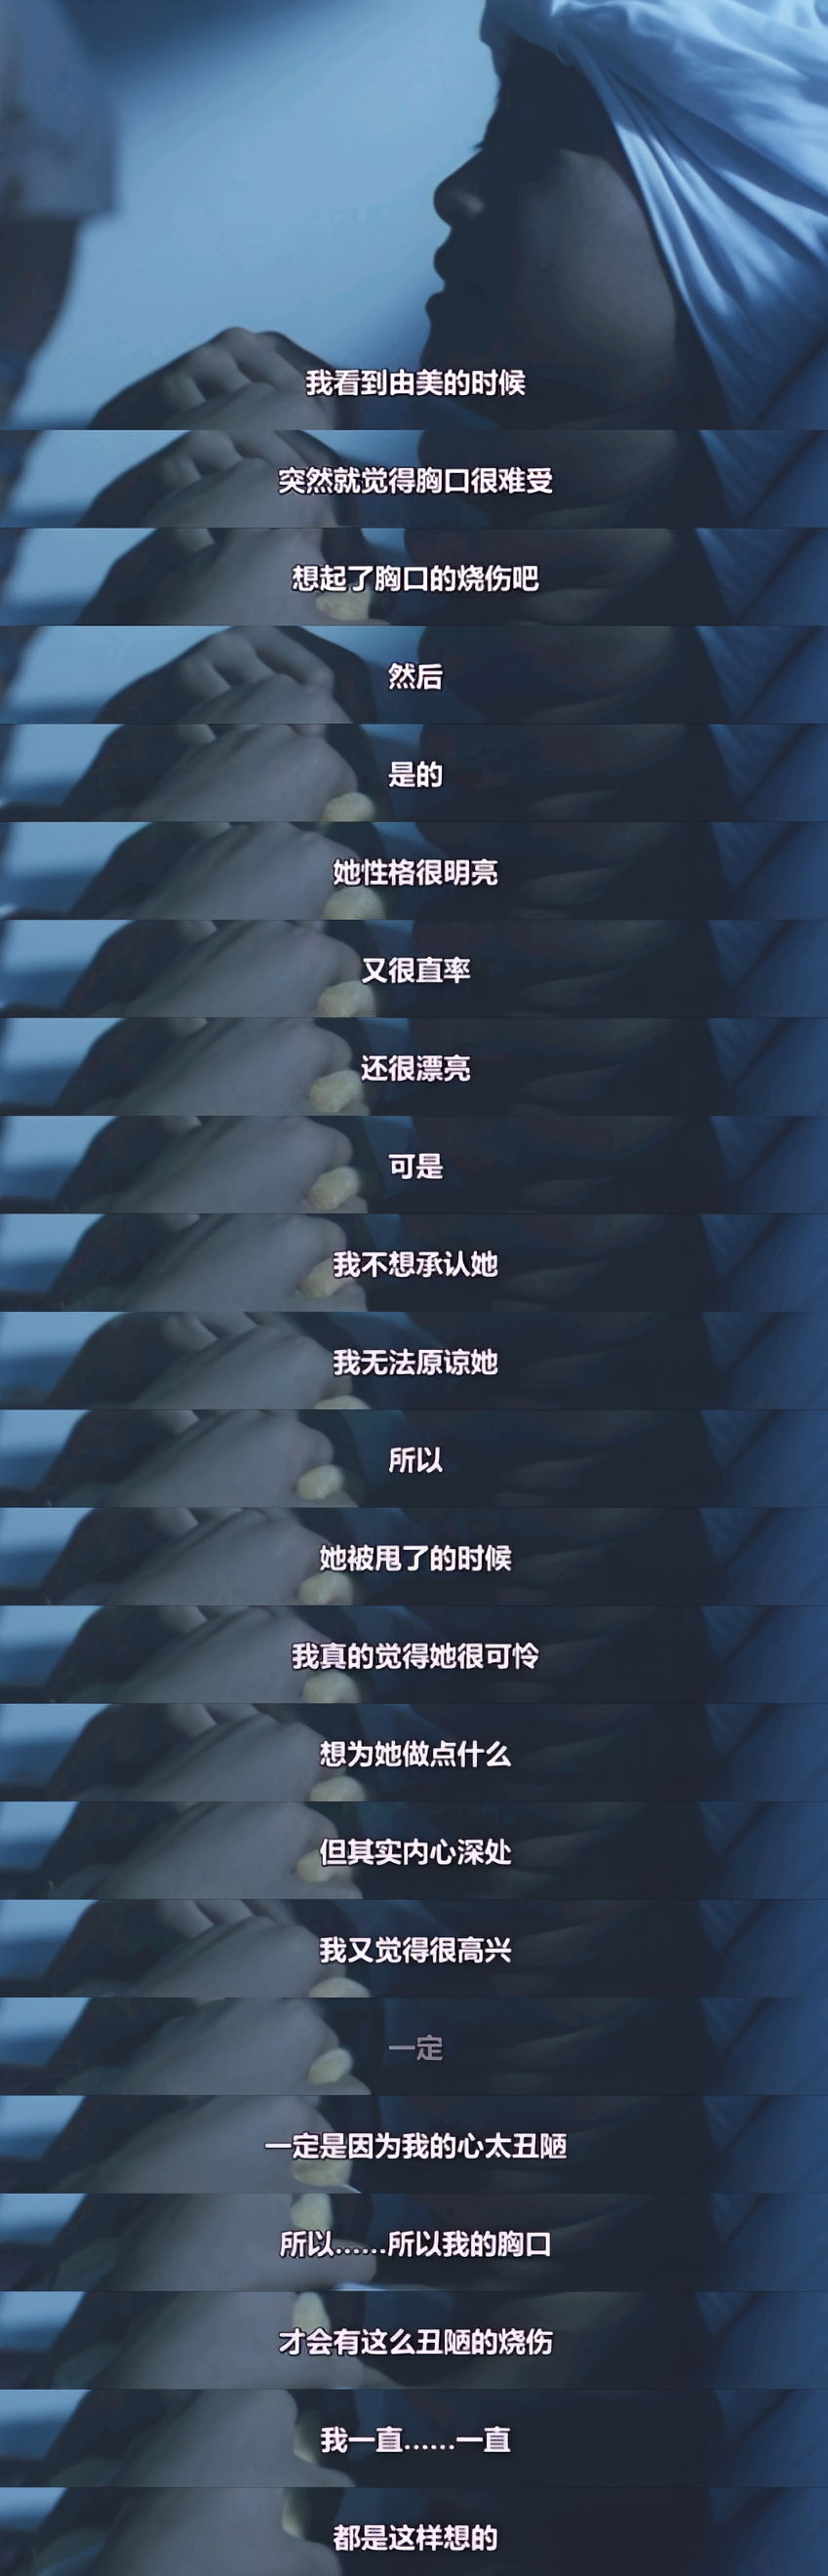 我看到由美的时候
突然就觉得胸口很难受
想起了胸口的烧伤吧
然后
是的
她性格很明亮
又很直率
还很漂亮
可是
我不想承认她
我无法原谅她
所以
她被甩了的时候
我真的觉得她很可怜
想为她做点什么
但其实内心深处
我又觉得很高兴
一定
一定是因为我的心太丑陋
所以……所以我的胸口
才会有这么丑陋的烧伤
我一直……一直
都是这样想的